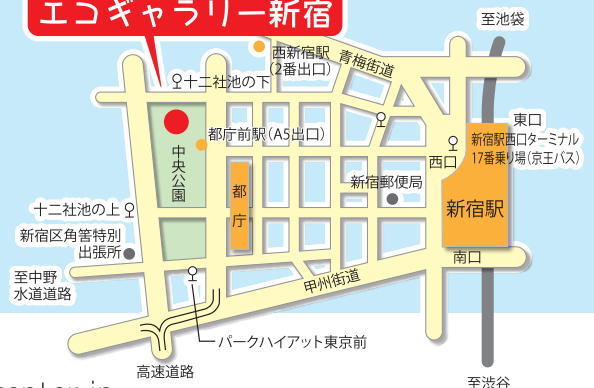 エコギャラリー新宿
至池袋
西新宿駅
(2番出口)
青梅街道
十二社池の下
東口
都庁前駅(A5出口)
新宿駅西口ターミナル
17番乗り場(京王バス)
西口
中央公園
新宿郵便局
都庁
十二社池の上
新宿駅
新宿区角筈特別
出張所
南口
至中野
水道道路
甲州街道
パークハイアット東京前
高速道路
至渋谷